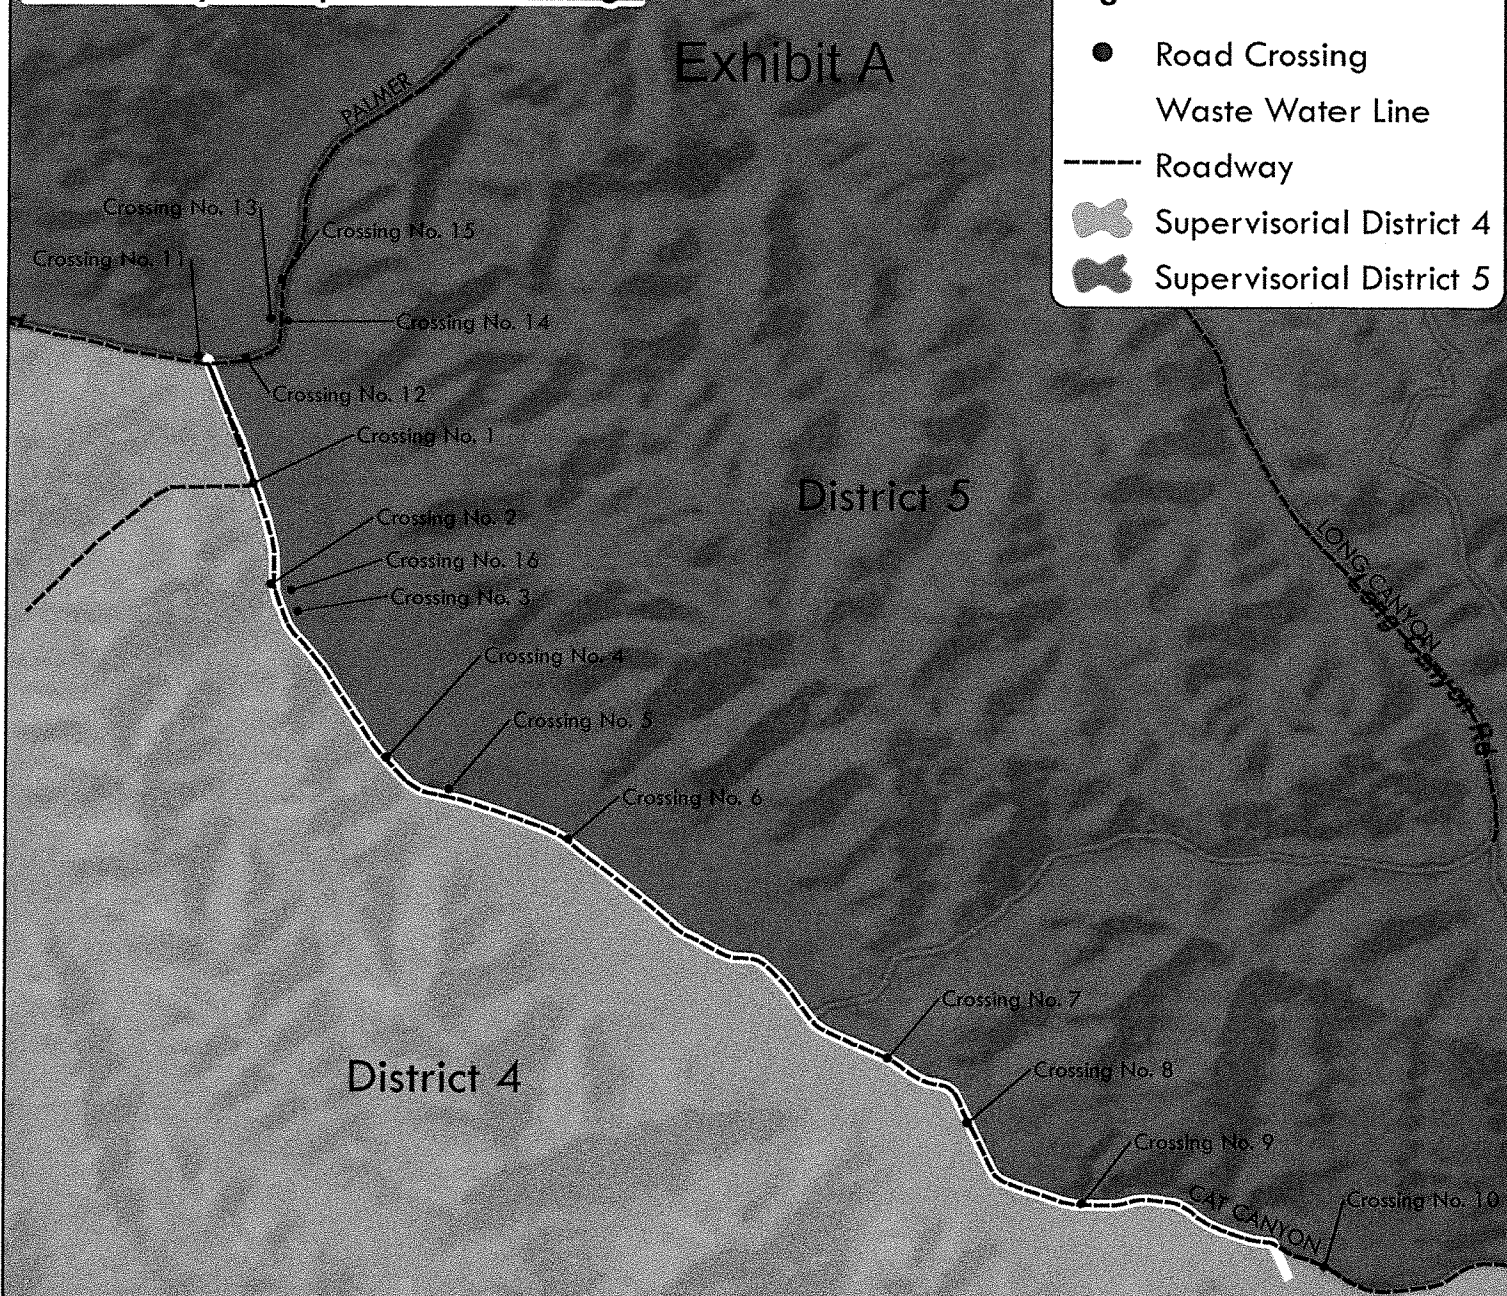 Exhibit A
Road Crossing
Waste Water Line
Roadway
Supervisorial District 4
Supervisorial District 5
PALMER
Crossing No. 13
Crossing No. 15
Crossing No. 11
Crossing No. 14
Crossing No. 12
Crossing No. 1
District 5
Crossing No. 2
LONG CANYON
Long Canyon Rd
Crossing No. 16
Crossing No. 3
Crossing No. 4
Crossing No. 5
Crossing No. 6
Crossing No. 7
District 4
Crossing No. 8
Crossing No. 9
CAT CANYON
Crossing No. 10